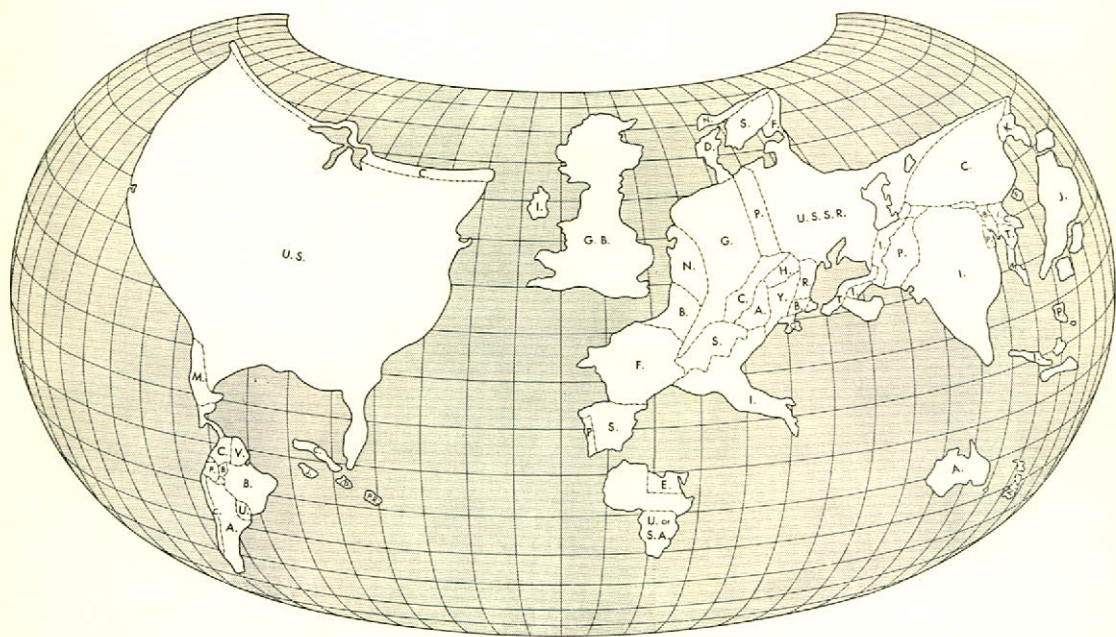 U.S.
C.
M.
C.
V.
P.
B.
B.
U.
C.
A.
J.
D.
P.R.
I.
G.B.
N.
S.
F.
D.
P.
U.S.S.R.
G.
N.
H.
R.
C.
Y.
A.
B.
B.
S.
F.
I.
P.
S.
E.
U. OF
S.A.
T.
I.
I.
P.
I.
C.
K.
J.
T.
P.
A.